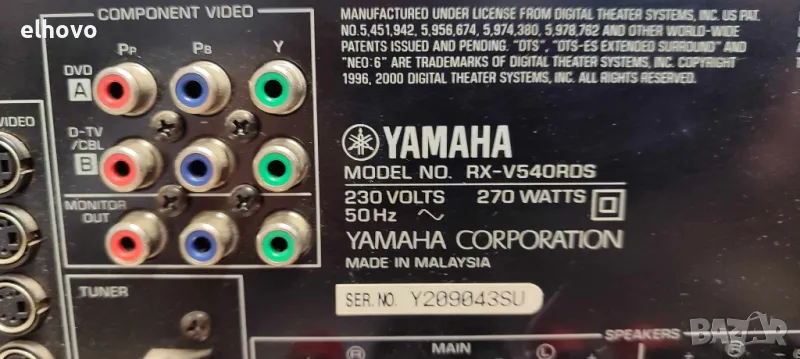 elhovo
COMPONENT VIDEO
PR PB Y
DVD
A
D-TV
/CBL
B
MONITOR
OUT
VIDEO
TUNER
MANUFACTURED UNDER LICENSE FROM DIGITAL THEATER SYSTEMS, INC. US PAT.
NO.5,451,942, 5,956,674, 5,974,380, 5,978,762 AND OTHER WORLD-WIDE
PATENTS ISSUED AND PENDING. "DTS", "DTS-ES EXTENDED SURROUND" AND
"NEO:6" ARE TRADEMARKS OF DIGITAL THEATER SYSTEMS, INC. COPYRIGHT
1996, 2000 DIGITAL THEATER SYSTEMS, INC. ALL RIGHTS RESERVED.
YAMAHA
MODEL NO. RX-V540RDS
230 VOLTS 270 WATTS
50Hz ~
YAMAHA CORPORATION
MADE IN MALAYSIA
SER. NO. Y209043SU
SPEAKERS
R MAIN L
BAZAR